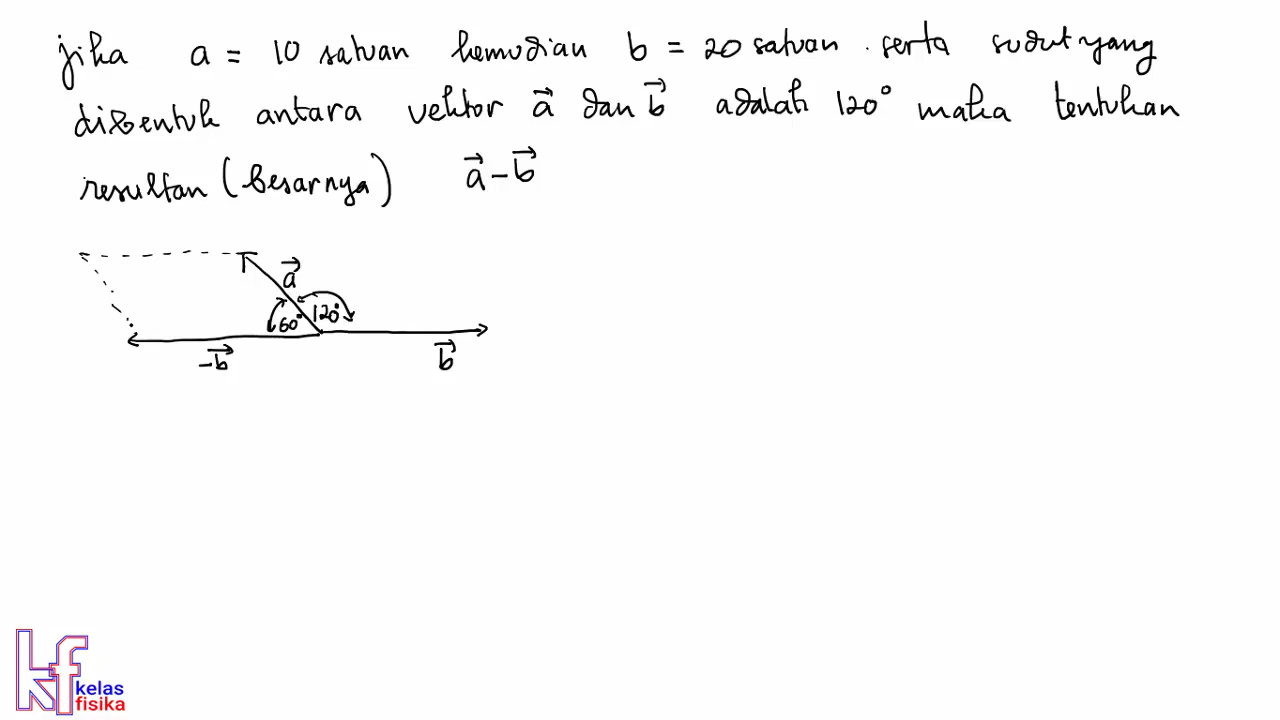 jika a = 10 satuan kemudian b = 20 satuan . serta sudut yang
dibentuk antara vektor a⃗ dan b⃗ adalah 120° maka tentukan
resultan (besarnya) a⃗ - b⃗
a⃗
60° 120°
-b⃗ b⃗
kf kelas
fisika